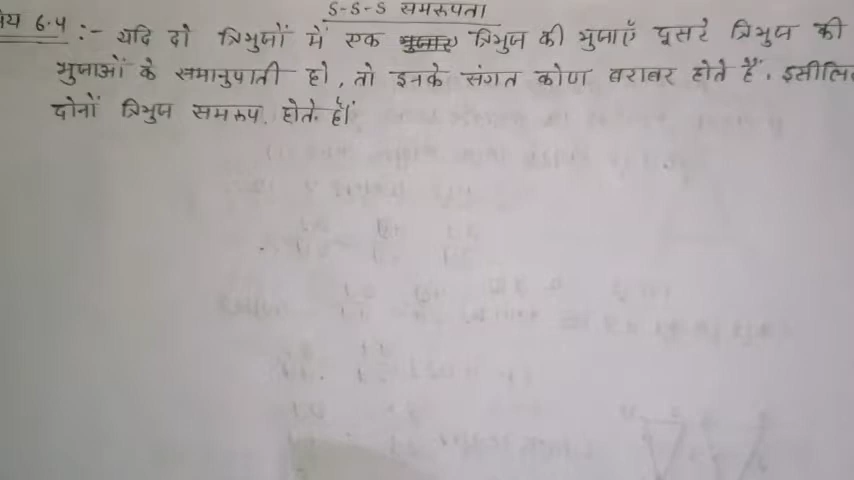 S-S-S समरूपता
मेय 6.4 :- यदि दो त्रिभुजों में एक त्रिभुज की भुजाएँ दूसरे त्रिभुज की
भुजाओं के समानुपाती हो, तो इनके संगत कोण बराबर होते हैं. इसीलि
दोनों त्रिभुज समरूप. होते हैं।